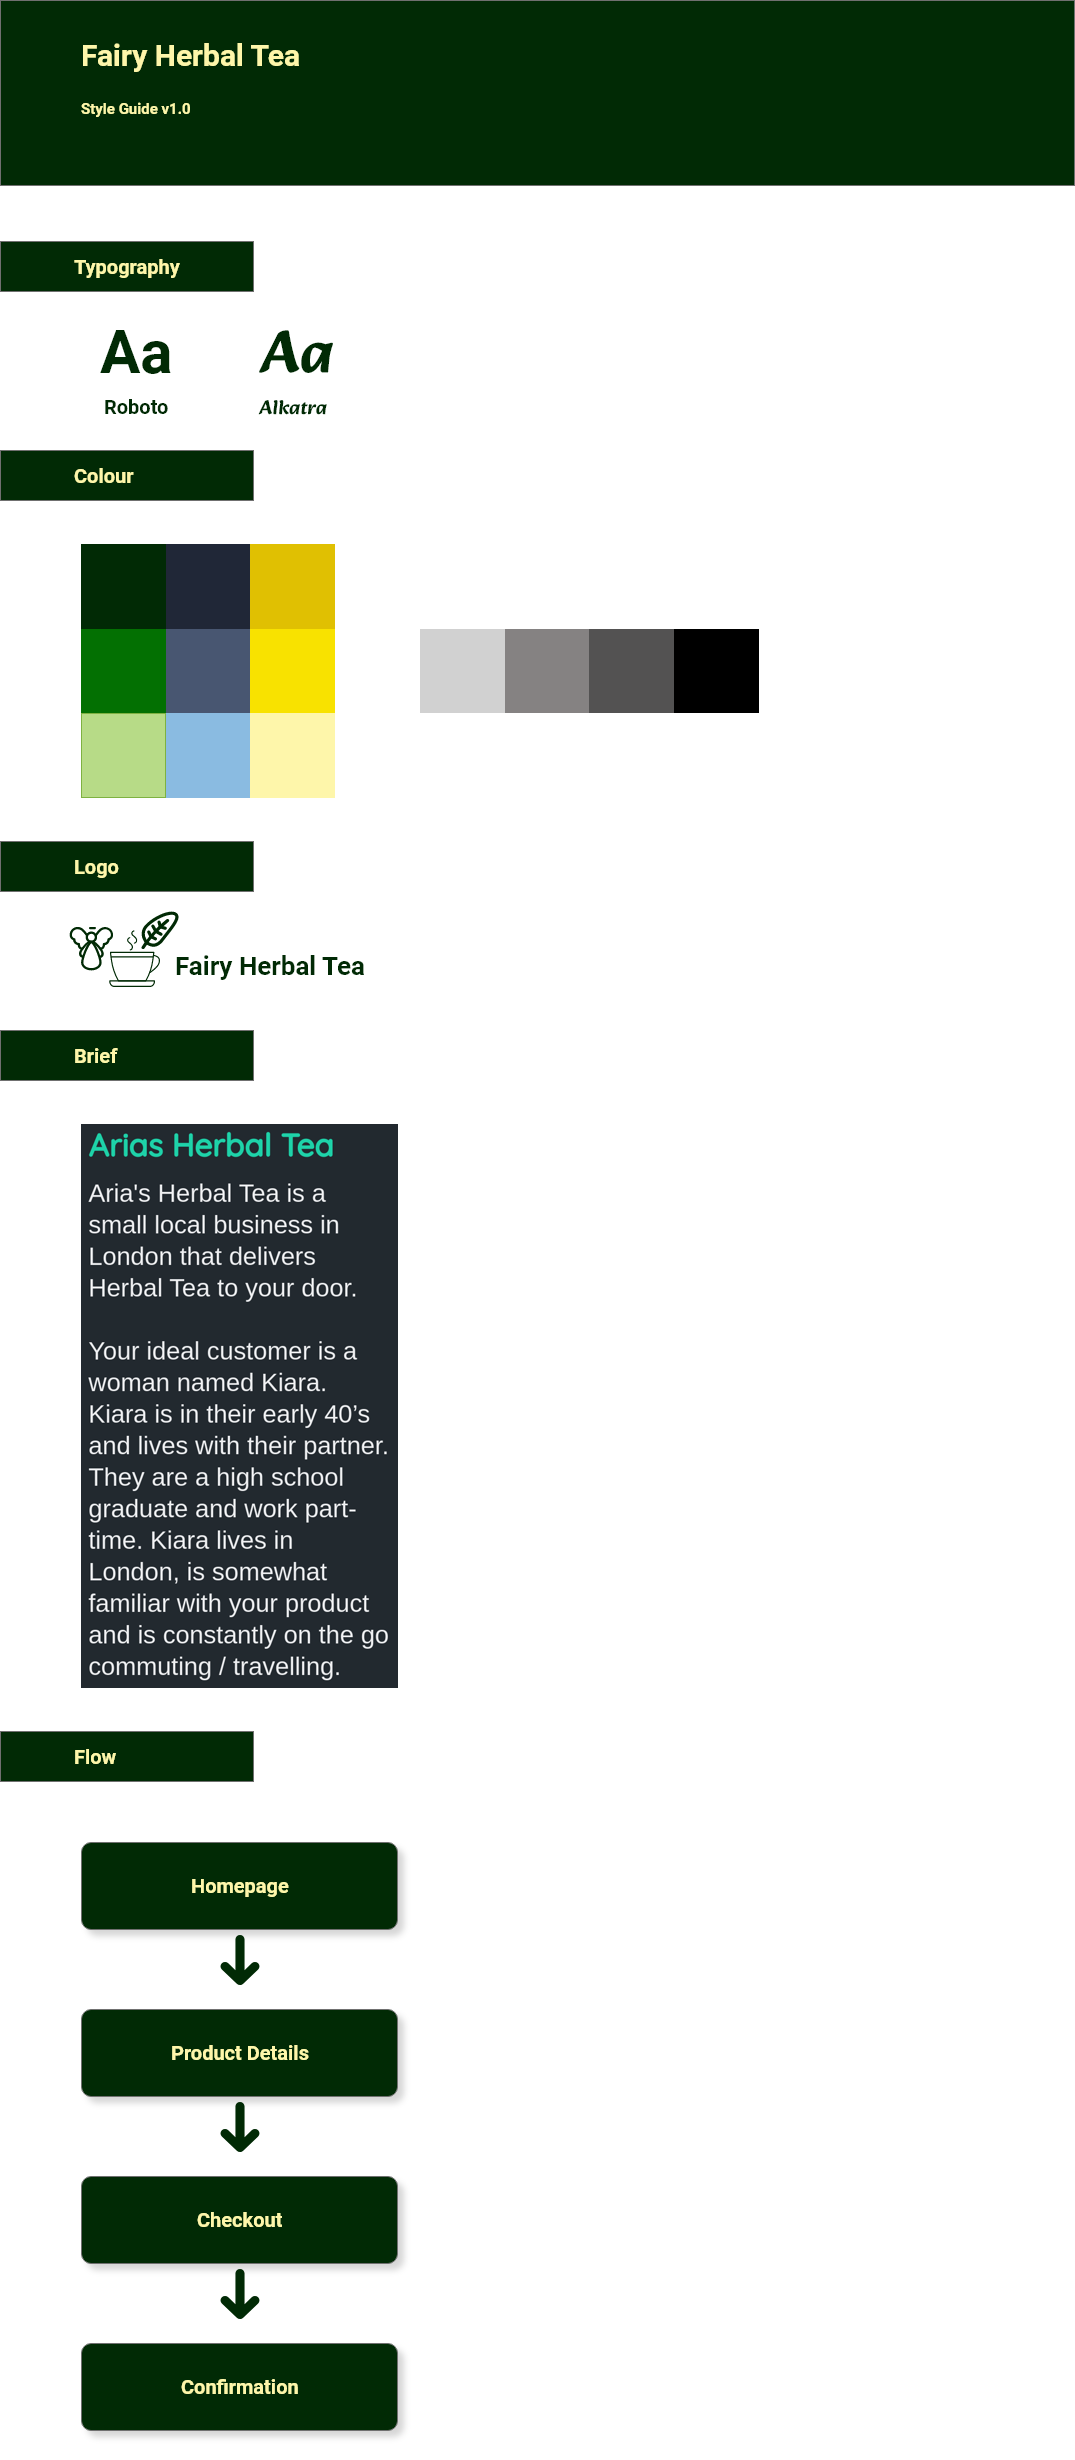 Fairy Herbal Tea
Style Guide v1.0
Typography
Aa Aa
Roboto Alkatra
Colour
Logo
Fairy Herbal Tea
Brief
Arias Herbal Tea
Aria's Herbal Tea is a
small local business in
London that delivers
Herbal Tea to your door.
Your ideal customer is a
woman named Kiara.
Kiara is in their early 40’s
and lives with their partner.
They are a high school
graduate and work part-
time. Kiara lives in
London, is somewhat
familiar with your product
and is constantly on the go
commuting / travelling.
Flow
Homepage
Product Details
Checkout
Confirmation